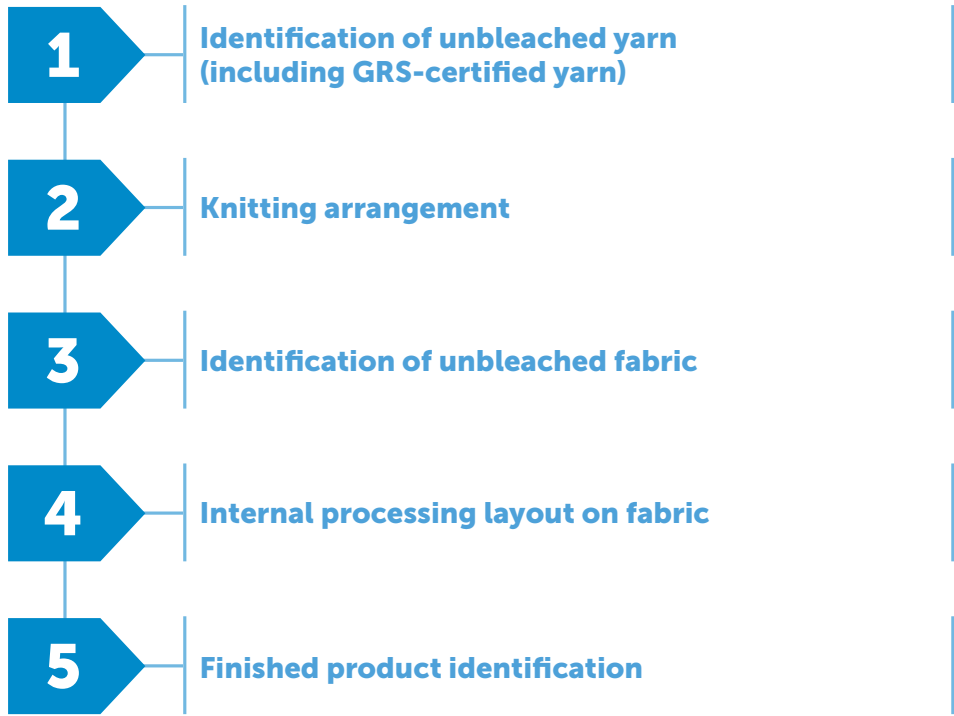 1
Identification of unbleached yarn
(including GRS-certified yarn)
2
Knitting arrangement
3
Identification of unbleached fabric
4
Internal processing layout on fabric
5
Finished product identification